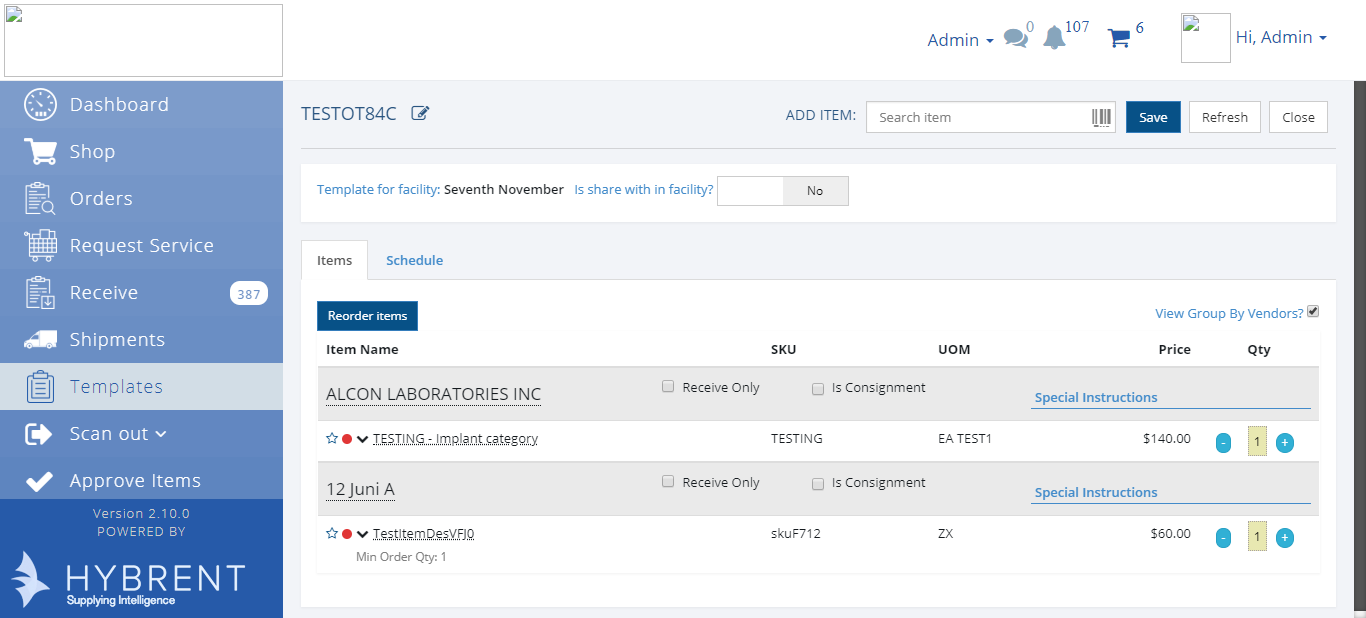 Admin 0 107 6 Hi, Admin
Dashboard
Shop
Orders
Request Service
Receive 387
Shipments
Templates
Scan out
Approve Items
Version 2.10.0
POWERED BY
HYBRENT
Supplying Intelligence
TESTOT84C ADD ITEM: Search item Save Refresh Close
Template for facility: Seventh November Is share with in facility? No
Items Schedule
Reorder items View Group By Vendors?
Item Name SKU UOM Price Qty
ALCON LABORATORIES INC Receive Only Is Consignment Special Instructions
TESTING - Implant category TESTING EA TEST1 $140.00 - 1 +
12 Juni A Receive Only Is Consignment Special Instructions
TestItemDesVFJ0 skuF712 ZX $60.00 - 1 +
Min Order Qty: 1